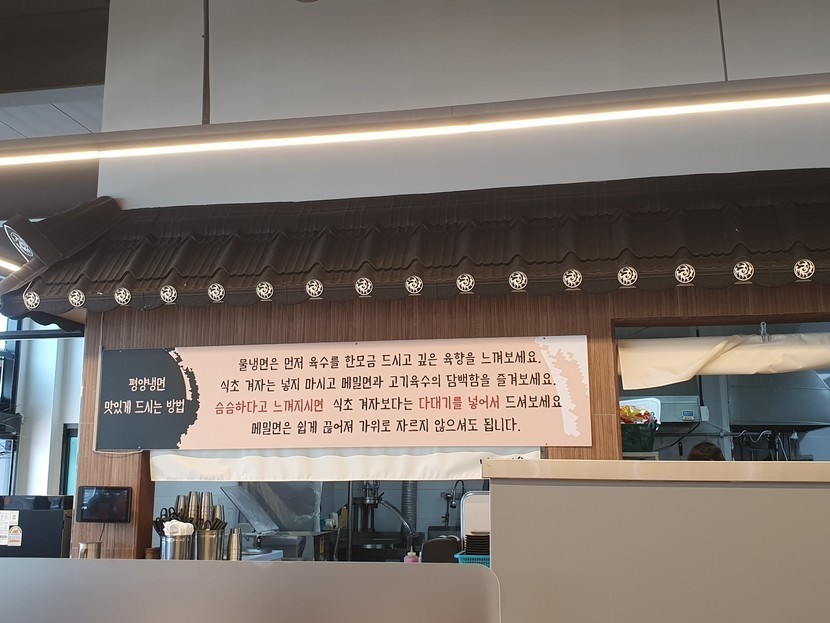 평양냉면
맛있게 드시는 방법
물냉면은 먼저 육수를 한모금 드시고 깊은 육향을 느껴보세요.
식초 겨자는 넣지 마시고 메밀면과 고기육수의 담백함을 즐겨보세요.
슴슴하다고 느껴지시면 식초 겨자보다는 다대기를 넣어서 드셔보세요
메밀면은 쉽게 끊어져 가위로 자르지 않으셔도 됩니다.